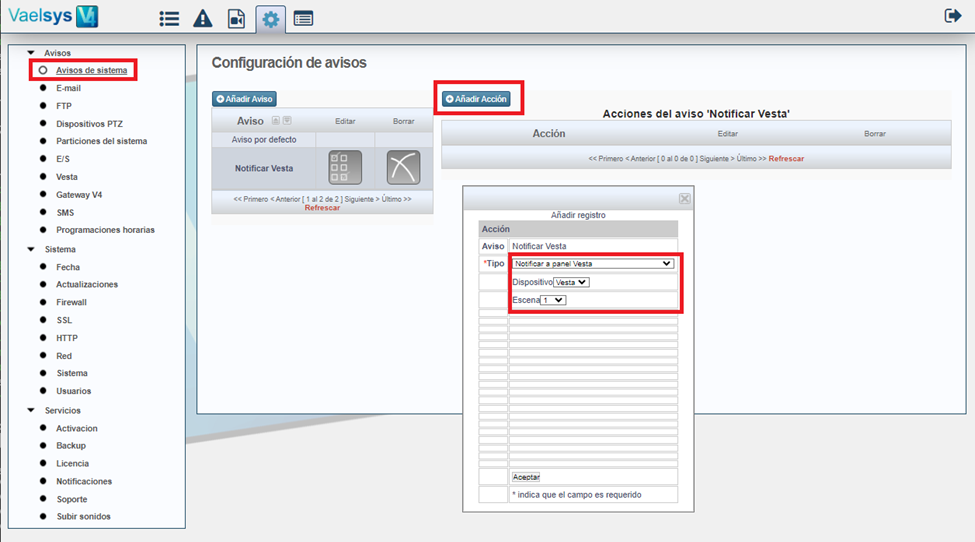 Vaelsys V4
Avisos
Avisos de sistema
E-mail
FTP
Dispositivos PTZ
Particiones del sistema
E/S
Vesta
Gateway V4
SMS
Programaciones horarias
Sistema
Fecha
Actualizaciones
Firewall
SSL
HTTP
Red
Sistema
Usuarios
Servicios
Activacion
Backup
Licencia
Notificaciones
Soporte
Subir sonidos
Configuración de avisos
Añadir Aviso
Aviso Editar Borrar
Aviso por defecto
Notificar Vesta
<< Primero < Anterior [ 1 al 2 de 2 ] Siguiente > Último >>
Refrescar
Añadir Acción
Acciones del aviso 'Notificar Vesta'
Acción Editar Borrar
<< Primero < Anterior [ 0 al 0 de 0 ] Siguiente > Último >> Refrescar
Añadir registro
Acción
Aviso Notificar Vesta
*Tipo Notificar a panel Vesta
Dispositivo Vesta
Escena 1
Aceptar
* indica que el campo es requerido